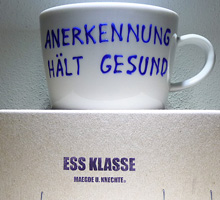 ANERKENNUNG
HÄLT GESUND
ESS KLASSE
MAEGDE U. KNECHTE.